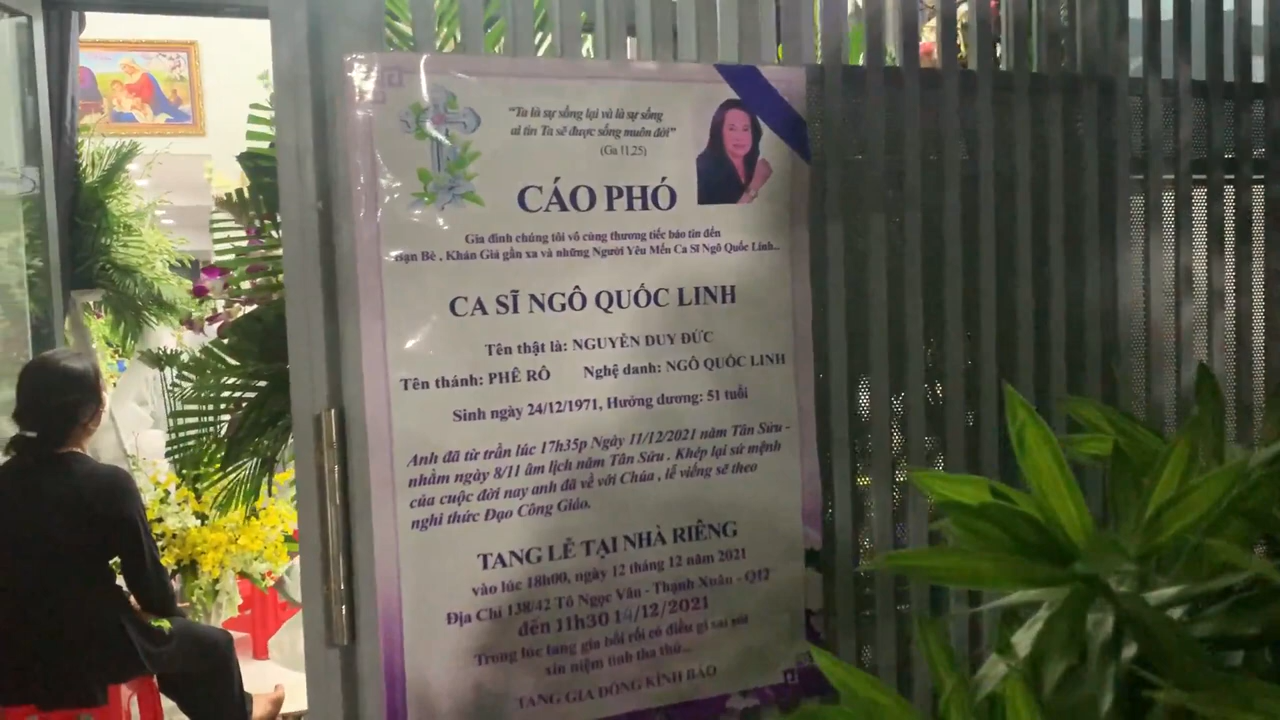 “Ta là sự sống lại và là sự sống
ai tin Ta sẽ được sống muôn đời”
(Ga 11,25)
CÁO PHÓ
Gia đình chúng tôi vô cùng thương tiếc báo tin đến
Bạn Bè , Khán Giả gần xa và những Người Yêu Mến Ca Sĩ Ngô Quốc Linh...
CA SĨ NGÔ QUỐC LINH
Tên thật là: NGUYỄN DUY ĐỨC
Tên thánh: PHÊ RÔ Nghệ danh: NGÔ QUỐC LINH
Sinh ngày 24/12/1971, Hưởng dương: 51 tuổi
Anh đã từ trần lúc 17h35p Ngày 11/12/2021 năm Tân Sửu -
nhằm ngày 8/11 âm lịch năm Tân Sửu . Khép lại sứ mệnh
của cuộc đời nay anh đã về với Chúa , lễ viếng sẽ theo
nghi thức Đạo Công Giáo.
TANG LỄ TẠI NHÀ RIÊNG
vào lúc 18h00, ngày 12 tháng 12 năm 2021
Địa Chỉ 138/42 Tô Ngọc Vân - Thạnh Xuân - Q12
đến 11h30 14/12/2021
Trong lúc tang gia bối rối có điều gì sai sót
xin niệm tình tha thứ...
TANG GIA ĐỒNG KÍNH BÁO